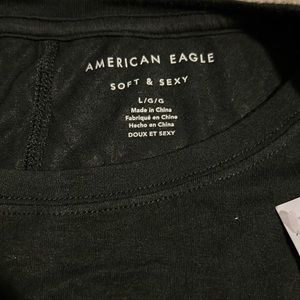 AMERICAN EAGLE
SOFT & SEXY
L/G/G
Made in China
Fabriqué en Chine
Hecho en China
DOUX ET SEXY